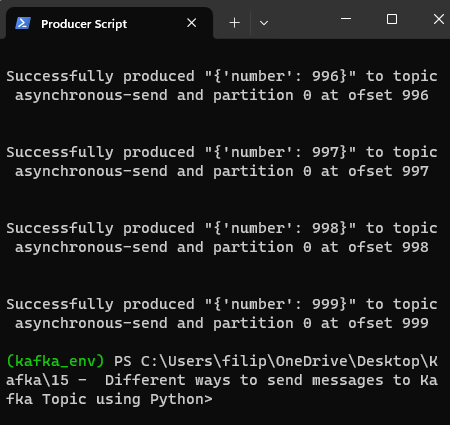 Producer Script
Successfully produced "{'number': 996}" to topic
asynchronous-send and partition 0 at ofset 996
Successfully produced "{'number': 997}" to topic
asynchronous-send and partition 0 at ofset 997
Successfully produced "{'number': 998}" to topic
asynchronous-send and partition 0 at ofset 998
Successfully produced "{'number': 999}" to topic
asynchronous-send and partition 0 at ofset 999
(kafka_env) PS C:\Users\filip\OneDrive\Desktop\K
afka\15 -  Different ways to send messages to Ka
fka Topic using Python>